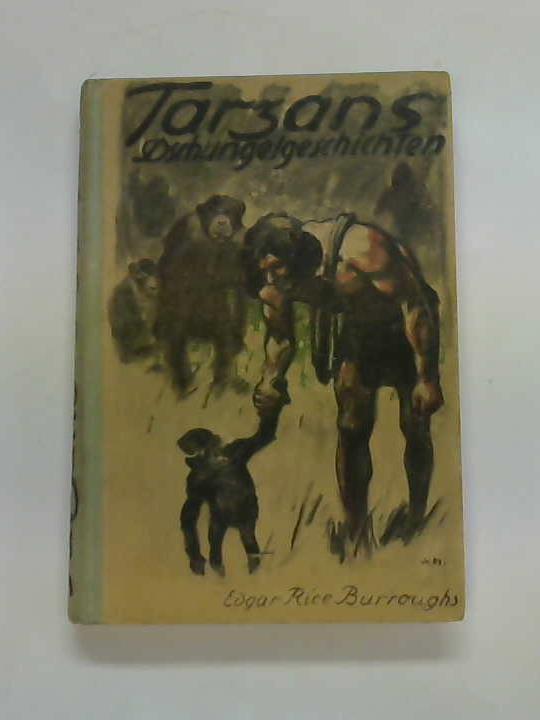 Tarzans
Dschungelgeschichten
Edgar Rice Burroughs